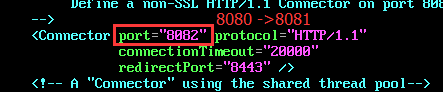 Define a non-SSL HTTP/1.1 Connector on port 808
-->
8080 ->8081
<Connector port="8082" protocol="HTTP/1.1"
connectionTimeout="20000"
redirectPort="8443" />
<!-- A "Connector" using the shared thread pool-->